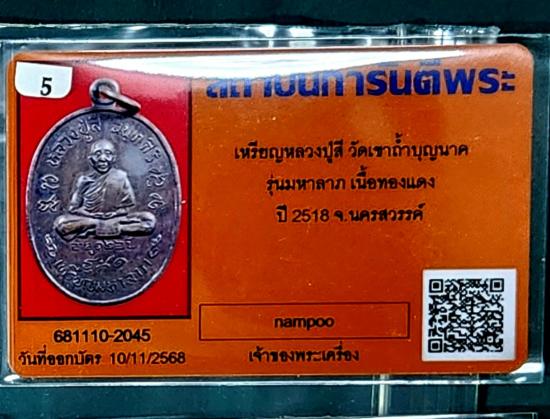 สถาบันการันตีพระ
5
เหรียญหลวงปู่สี วัดเขาถ้ำบุญนาค
รุ่นมหาลาภ เนื้อทองแดง
ปี 2518 จ.นครสวรรค์
nampoo
681110-2045
วันที่ออกบัตร 10/11/2568
เจ้าของพระเครื่อง